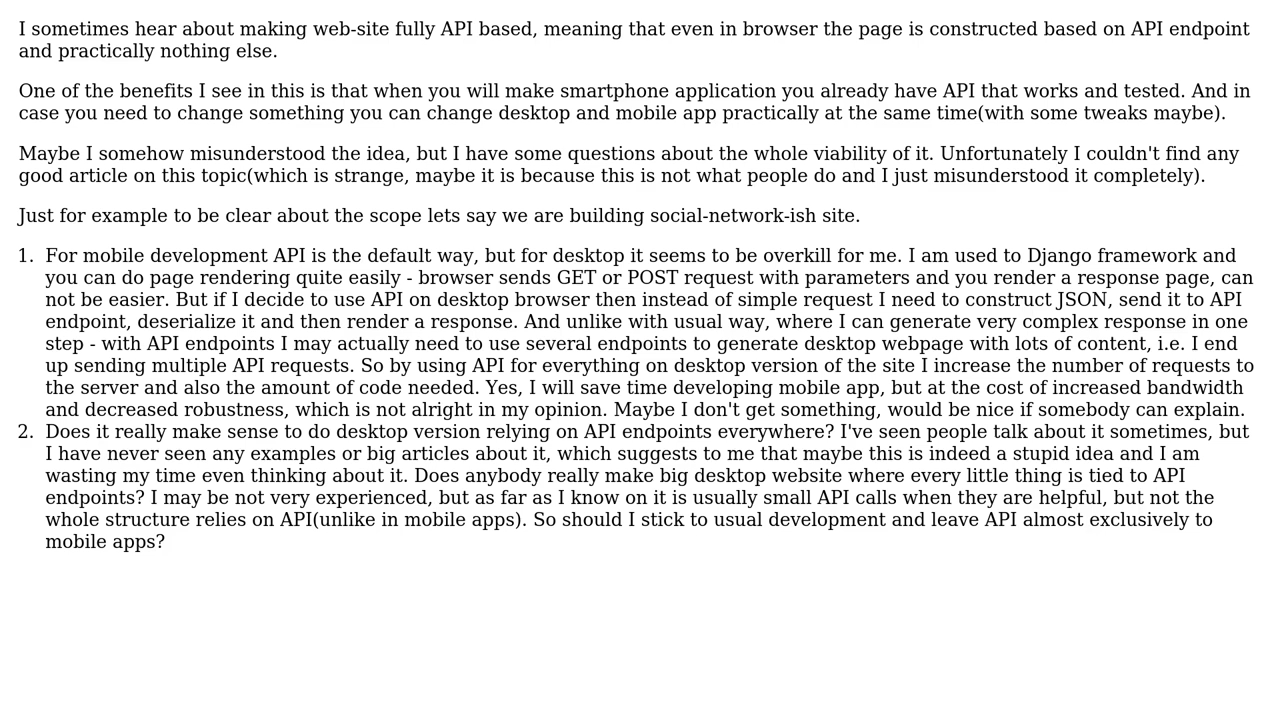 I sometimes hear about making web-site fully API based, meaning that even in browser the page is constructed based on API endpoint
and practically nothing else.
One of the benefits I see in this is that when you will make smartphone application you already have API that works and tested. And in
case you need to change something you can change desktop and mobile app practically at the same time(with some tweaks maybe).
Maybe I somehow misunderstood the idea, but I have some questions about the whole viability of it. Unfortunately I couldn't find any
good article on this topic(which is strange, maybe it is because this is not what people do and I just misunderstood it completely).
Just for example to be clear about the scope lets say we are building social-network-ish site.
1. For mobile development API is the default way, but for desktop it seems to be overkill for me. I am used to Django framework and
you can do page rendering quite easily - browser sends GET or POST request with parameters and you render a response page, can
not be easier. But if I decide to use API on desktop browser then instead of simple request I need to construct JSON, send it to API
endpoint, deserialize it and then render a response. And unlike with usual way, where I can generate very complex response in one
step - with API endpoints I may actually need to use several endpoints to generate desktop webpage with lots of content, i.e. I end
up sending multiple API requests. So by using API for everything on desktop version of the site I increase the number of requests to
the server and also the amount of code needed. Yes, I will save time developing mobile app, but at the cost of increased bandwidth
and decreased robustness, which is not alright in my opinion. Maybe I don't get something, would be nice if somebody can explain.
2. Does it really make sense to do desktop version relying on API endpoints everywhere? I've seen people talk about it sometimes, but
I have never seen any examples or big articles about it, which suggests to me that maybe this is indeed a stupid idea and I am
wasting my time even thinking about it. Does anybody really make big desktop website where every little thing is tied to API
endpoints? I may be not very experienced, but as far as I know on it is usually small API calls when they are helpful, but not the
whole structure relies on API(unlike in mobile apps). So should I stick to usual development and leave API almost exclusively to
mobile apps?